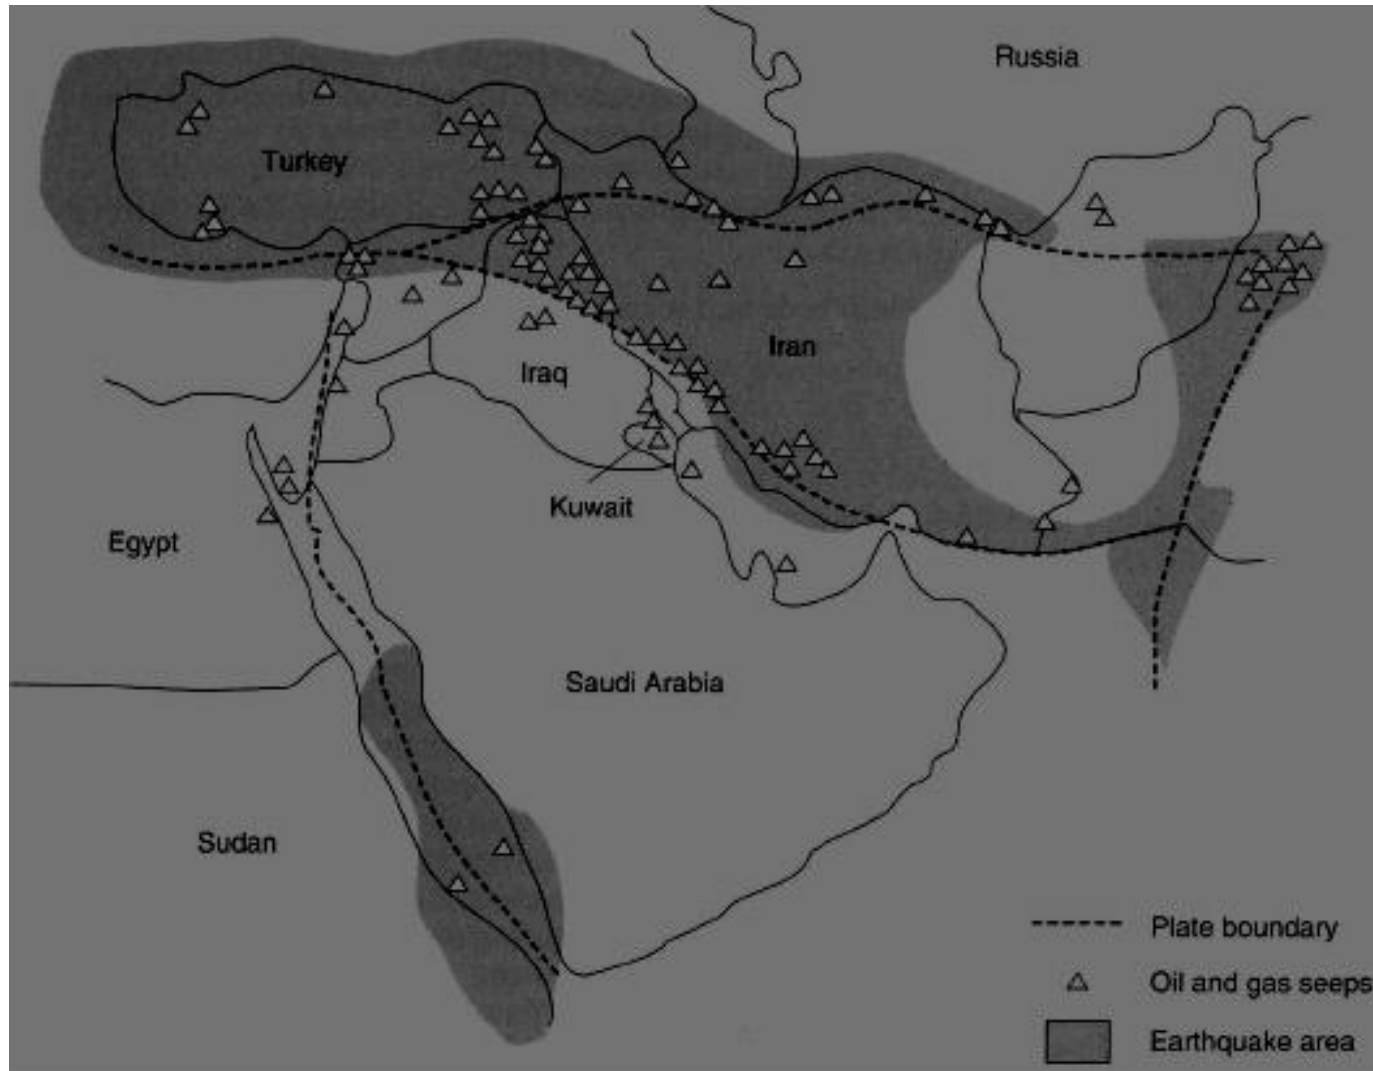 Russia
Turkey
Iran
Iraq
Kuwait
Egypt
Saudi Arabia
Sudan
Plate boundary
Oil and gas seeps
Earthquake area